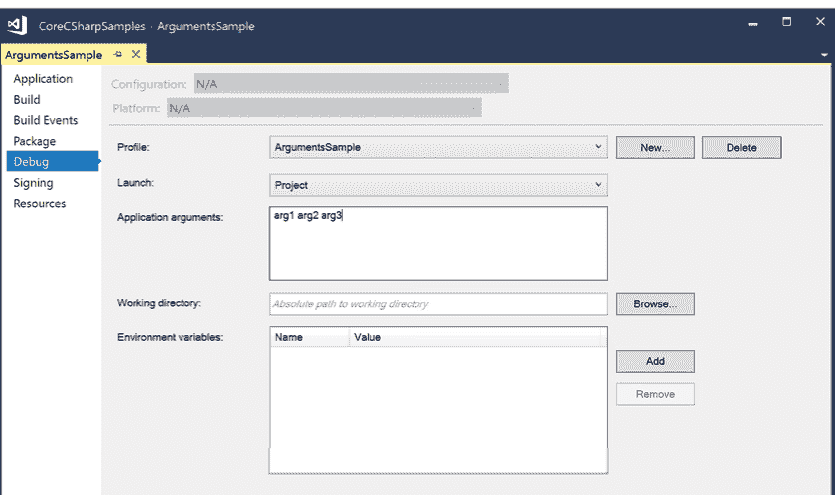 CoreCSharpSamples - ArgumentsSample
ArgumentsSample
Application
Build
Build Events
Package
Debug
Signing
Resources
Configuration: N/A
Platform: N/A
Profile: ArgumentsSample New... Delete
Launch: Project
Application arguments: arg1 arg2 arg3
Working directory: Absolute path to working directory Browse...
Environment variables: Name Value
Add
Remove